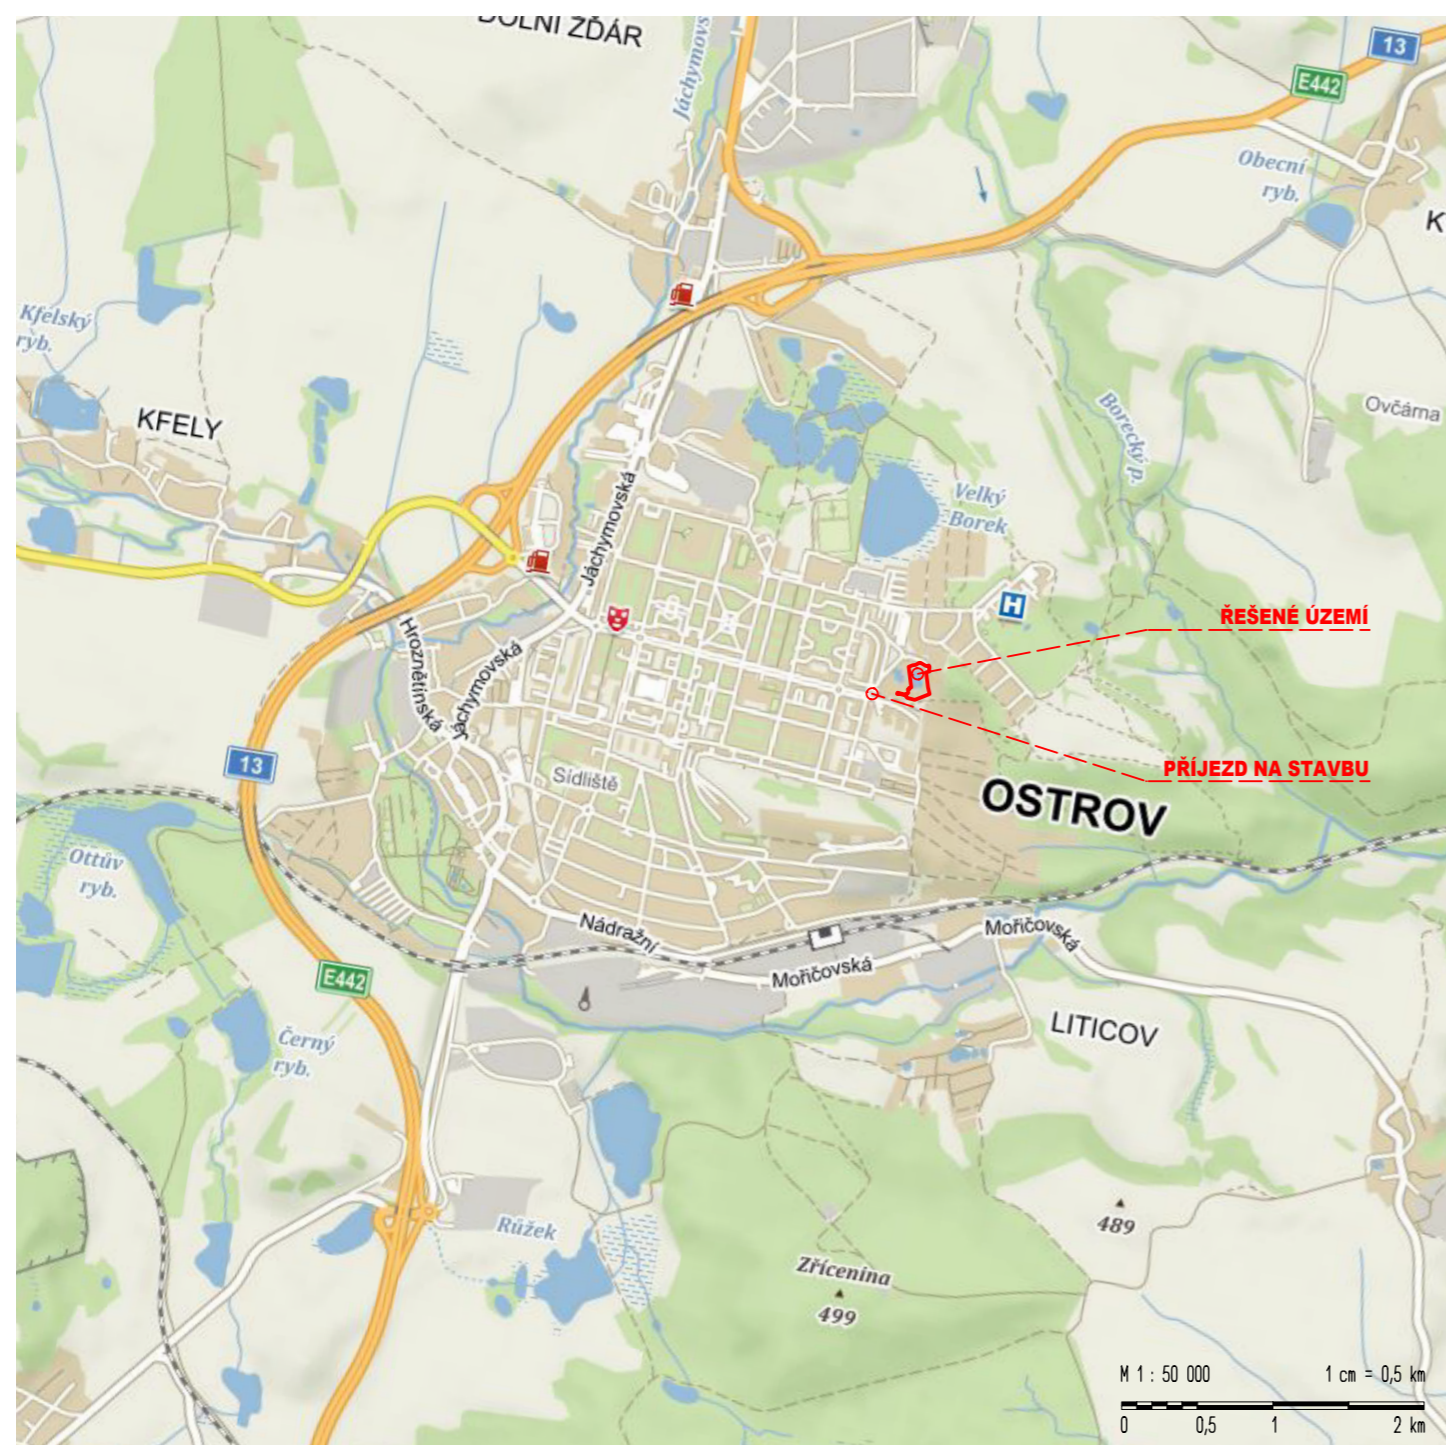 DOLNÍ ŽĎÁR
Jáchymovs
13
E442
Obecní
ryb.
K
Kfelský
ryb.
KFELY
Ovčárna
Borecký p.
Velký
Borek
Jáchymovská
H
ŘEŠENÉ ÚZEMÍ
Hroznětínská
Jáchymovská
13
Sídliště
PŘÍJEZD NA STAVBU
OSTROV
Ottův
ryb.
Nádražní
Mořičovská
Mořičovská
E442
LITICOV
Černý
ryb.
Růžek
489
Zřícenina
499
M 1 : 50 000
1 cm = 0,5 km
0
0,5
1
2 km